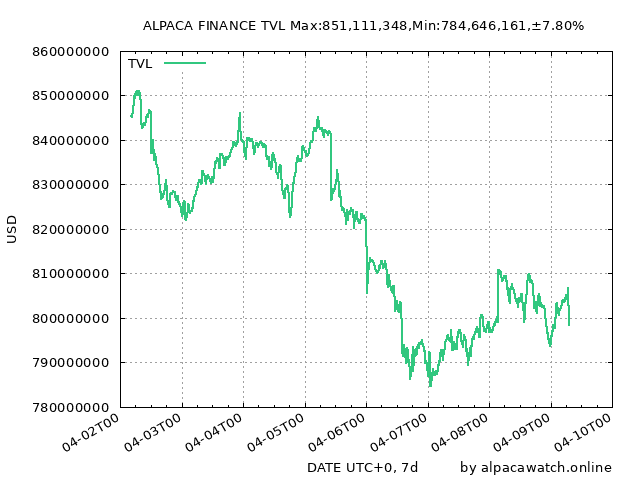 ALPACA FINANCE TVL Max:851,111,348,Min:784,646,161,±7.80%
TVL
860000000
850000000
840000000
830000000
820000000
810000000
800000000
790000000
780000000
USD
04-02T00
04-03T00
04-04T00
04-05T00
04-06T00
04-07T00
04-08T00
04-09T00
04-10T00
DATE UTC+0, 7d
by alpacawatch.online